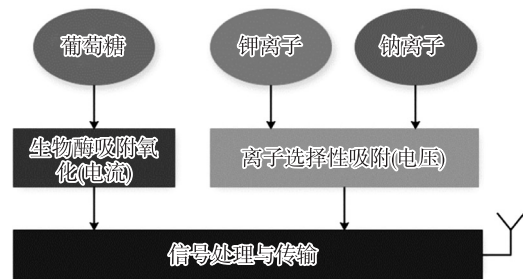 葡萄糖
钾离子
钠离子
生物酶吸附氧
化(电流)
离子选择性吸附(电压)
信号处理与传输